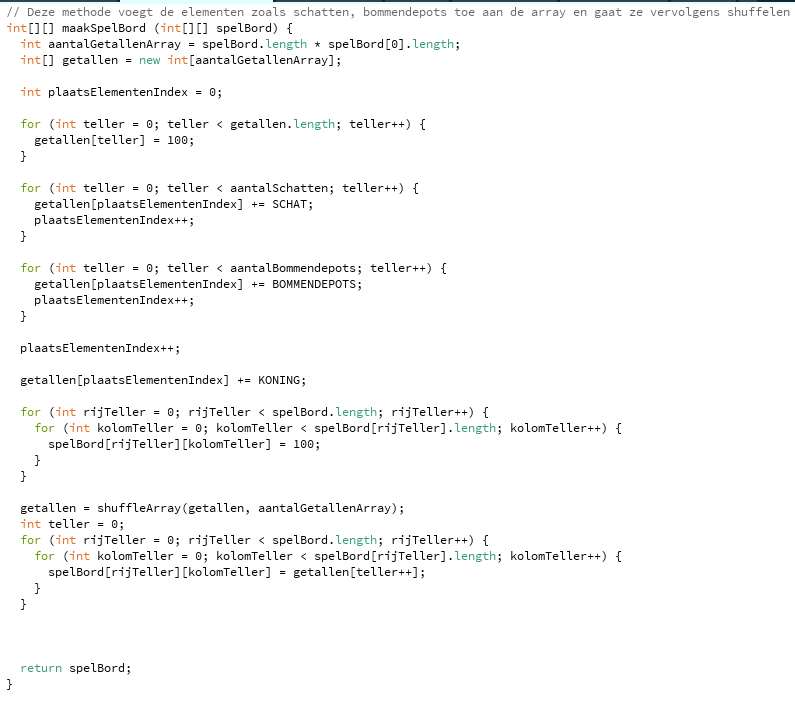 // Deze methode voegt de elementen zoals schatten, bommendepots toe aan de array en gaat ze vervolgens shuffelen
int[][] maakSpelBord (int[][] spelBord) {
  int aantalGetallenArray = spelBord.length * spelBord[0].length;
  int[] getallen = new int[aantalGetallenArray];

  int plaatsElementenIndex = 0;

  for (int teller = 0; teller < getallen.length; teller++) {
    getallen[teller] = 100;
  }

  for (int teller = 0; teller < aantalSchatten; teller++) {
    getallen[plaatsElementenIndex] += SCHAT;
    plaatsElementenIndex++;
  }

  for (int teller = 0; teller < aantalBommendepots; teller++) {
    getallen[plaatsElementenIndex] += BOMMENDEPOTS;
    plaatsElementenIndex++;
  }

  plaatsElementenIndex++;

  getallen[plaatsElementenIndex] += KONING;

  for (int rijTeller = 0; rijTeller < spelBord.length; rijTeller++) {
    for (int kolomTeller = 0; kolomTeller < spelBord[rijTeller].length; kolomTeller++) {
      spelBord[rijTeller][kolomTeller] = 100;
    }
  }

  getallen = shuffleArray(getallen, aantalGetallenArray);
  int teller = 0;
  for (int rijTeller = 0; rijTeller < spelBord.length; rijTeller++) {
    for (int kolomTeller = 0; kolomTeller < spelBord[rijTeller].length; kolomTeller++) {
      spelBord[rijTeller][kolomTeller] = getallen[teller++];
    }
  }

  return spelBord;
}